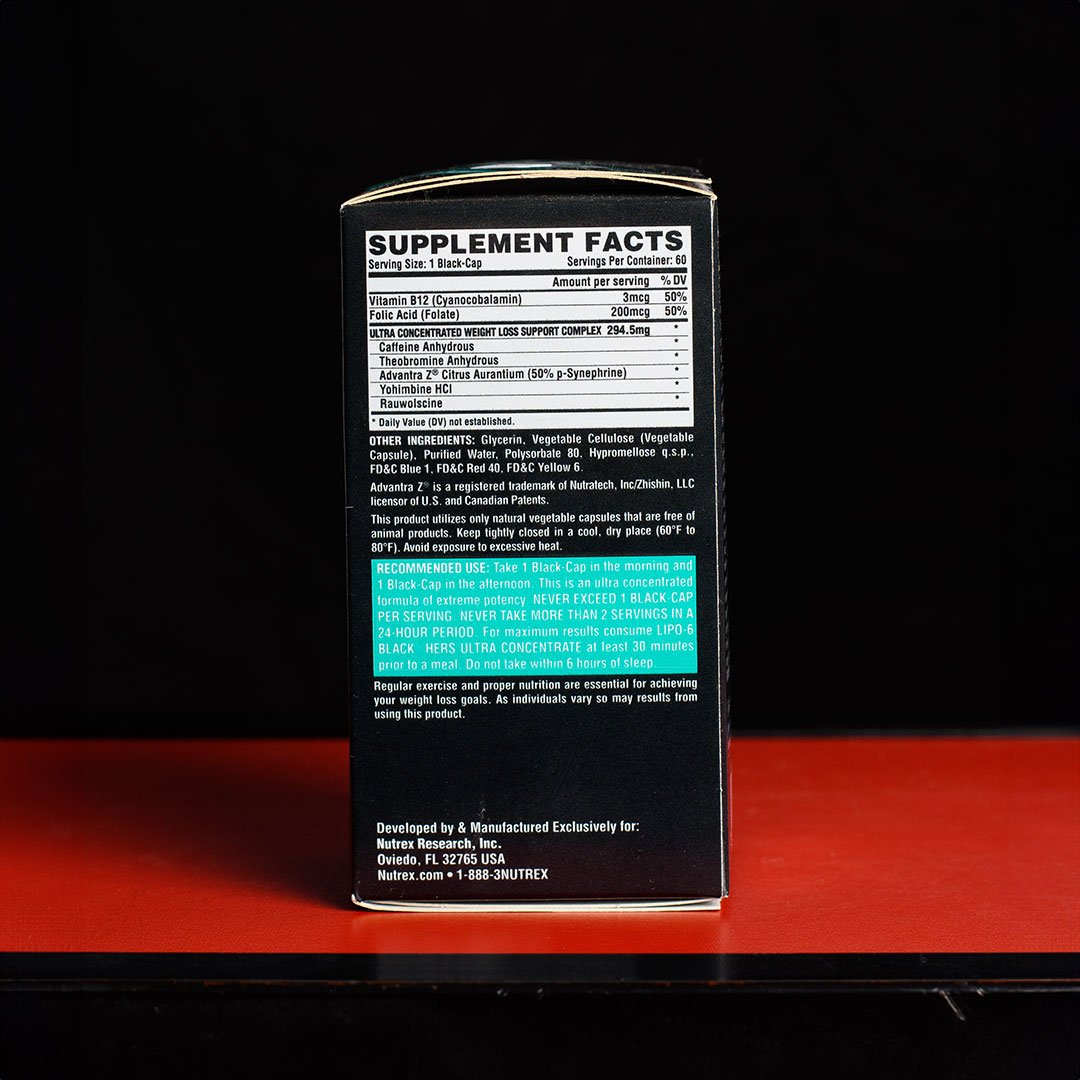 SUPPLEMENT FACTS
Serving Size: 1 Black-Cap Servings Per Container: 60
Amount per serving % DV
Vitamin B12 (Cyanocobalamin) 3mcg 50%
Folic Acid (Folate) 200mcg 50%
ULTRA CONCENTRATED WEIGHT LOSS SUPPORT COMPLEX 294.5mg *
Caffeine Anhydrous *
Theobromine Anhydrous *
Advantra Z® Citrus Aurantium (50% p-Synephrine) *
Yohimbine HCl *
Rauwolscine *
* Daily Value (DV) not established.
OTHER INGREDIENTS: Glycerin, Vegetable Cellulose (Vegetable
Capsule), Purified Water, Polysorbate 80, Hypromellose q.s.p.,
FD&C Blue 1, FD&C Red 40, FD&C Yellow 6.
Advantra Z® is a registered trademark of Nutratech, Inc/Zhishin, LLC
licensor of U.S. and Canadian Patents.
This product utilizes only natural vegetable capsules that are free of
animal products. Keep tightly closed in a cool, dry place (60°F to
80°F). Avoid exposure to excessive heat.
RECOMMENDED USE: Take 1 Black-Cap in the morning and
1 Black-Cap in the afternoon. This is an ultra concentrated
formula of extreme potency. NEVER EXCEED 1 BLACK-CAP
PER SERVING. NEVER TAKE MORE THAN 2 SERVINGS IN A
24-HOUR PERIOD. For maximum results consume LIPO-6
BLACK HERS ULTRA CONCENTRATE at least 30 minutes
prior to a meal. Do not take within 6 hours of sleep.
Regular exercise and proper nutrition are essential for achieving
your weight loss goals. As individuals vary so may results from
using this product.
Developed by & Manufactured Exclusively for:
Nutrex Research, Inc.
Oviedo, FL 32765 USA
Nutrex.com • 1-888-3NUTREX